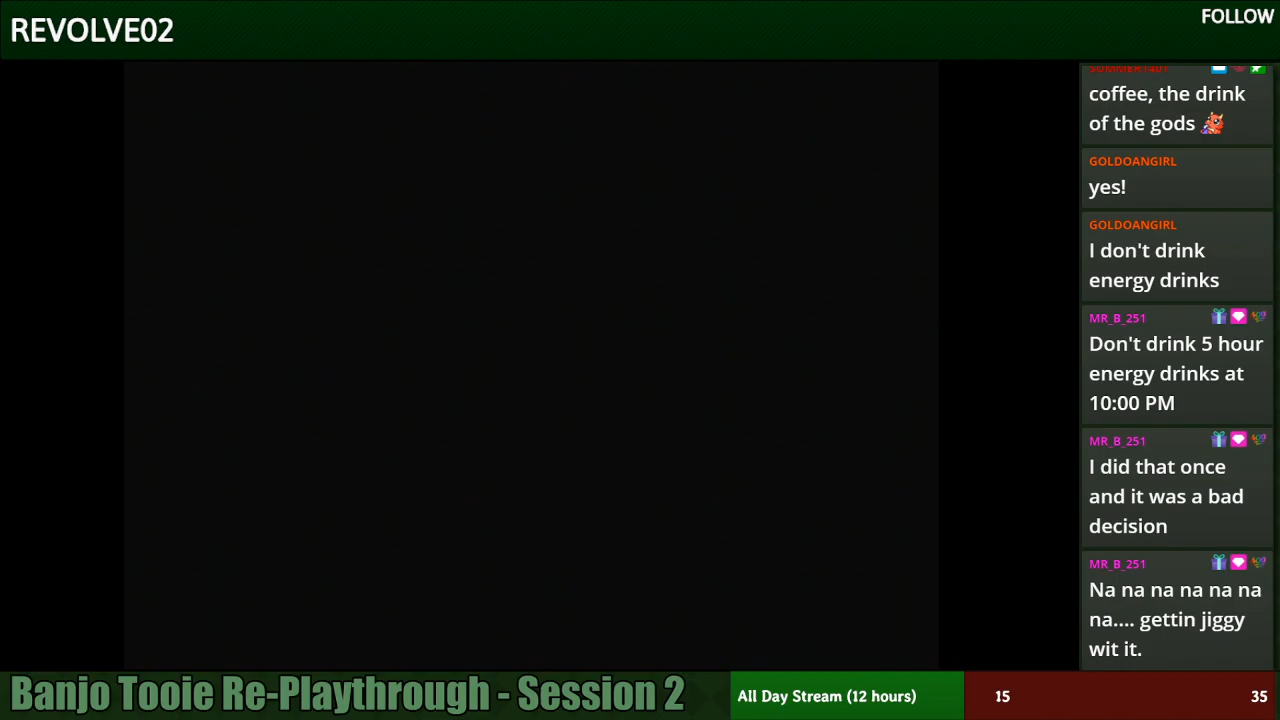 REVOLVE02
FOLLOW
SUMMER1401
coffee, the drink
of the gods
GOLDOANGIRL
yes!
GOLDOANGIRL
I don't drink
energy drinks
MR_B_251
Don't drink 5 hour
energy drinks at
10:00 PM
MR_B_251
I did that once
and it was a bad
decision
MR_B_251
Na na na na na na
na.... gettin jiggy
wit it.
Banjo Tooie Re-Playthrough - Session 2
All Day Stream (12 hours)
15
35